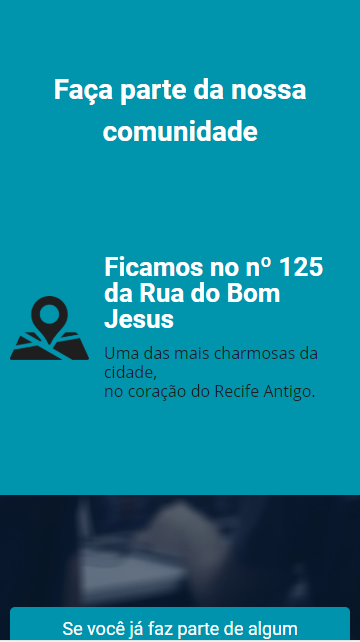 Faça parte da nossa
comunidade
Ficamos no nº 125
da Rua do Bom
Jesus
Uma das mais charmosas da
cidade,
no coração do Recife Antigo.
Se você já faz parte de algum